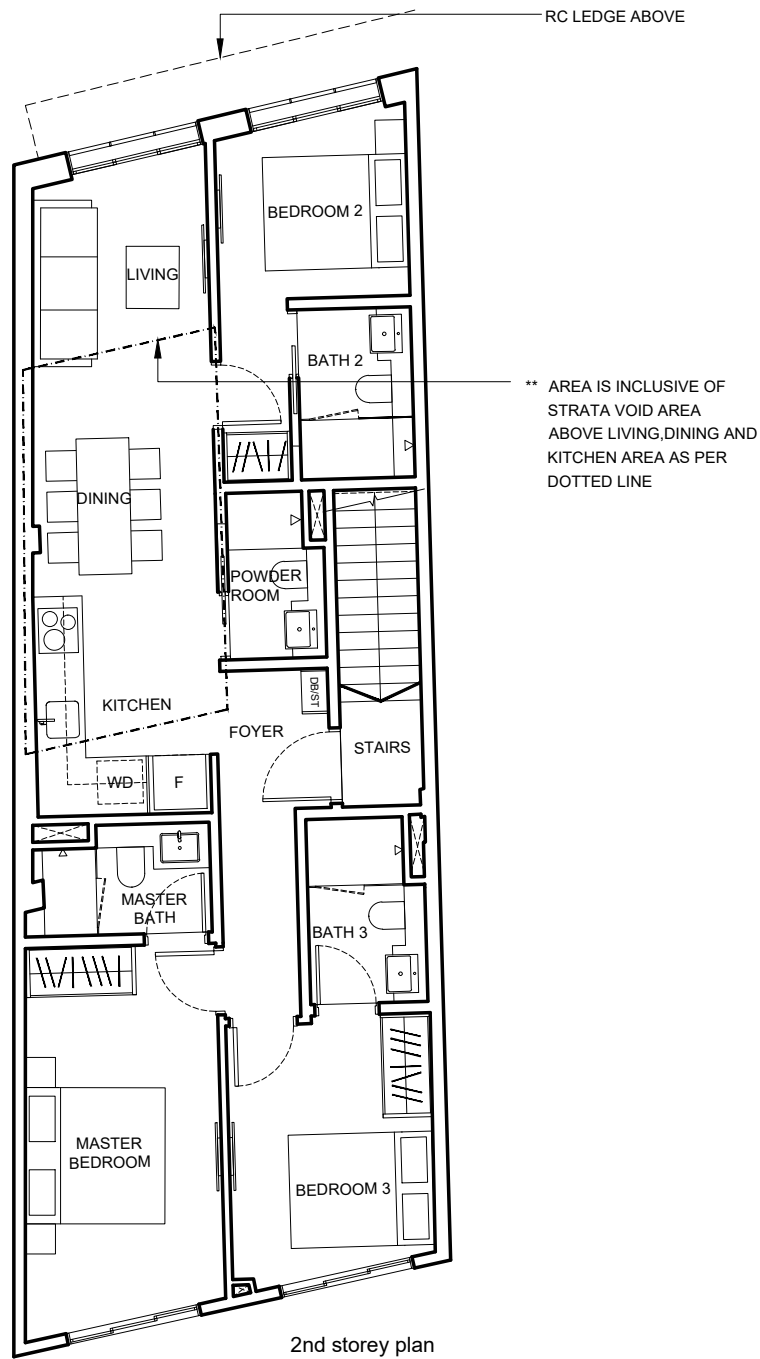 RC LEDGE ABOVE
BEDROOM 2
LIVING
BATH 2
** AREA IS INCLUSIVE OF
STRATA VOID AREA
ABOVE LIVING,DINING AND
KITCHEN AREA AS PER
DOTTED LINE
DINING
POWDER
ROOM
DB/ST
KITCHEN
FOYER
STAIRS
WD
F
MASTER
BATH
BATH 3
MASTER
BEDROOM
BEDROOM 3
2nd storey plan